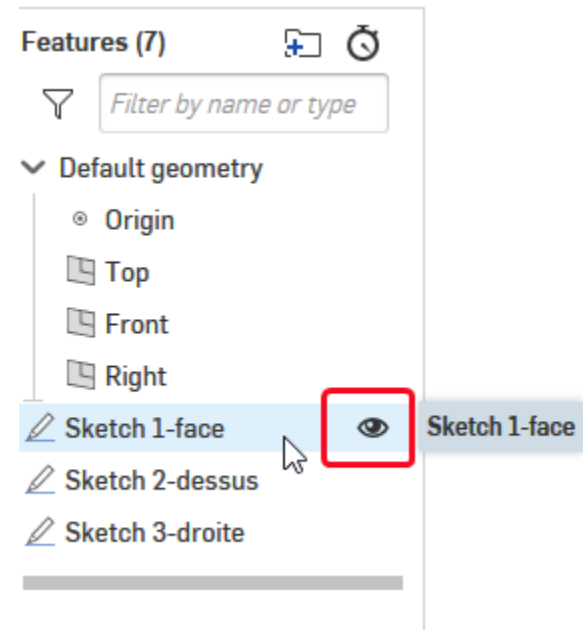 Features (7)
Filter by name or type
Default geometry
Origin
Top
Front
Right
Sketch 1-face
Sketch 1-face
Sketch 2-dessus
Sketch 3-droite